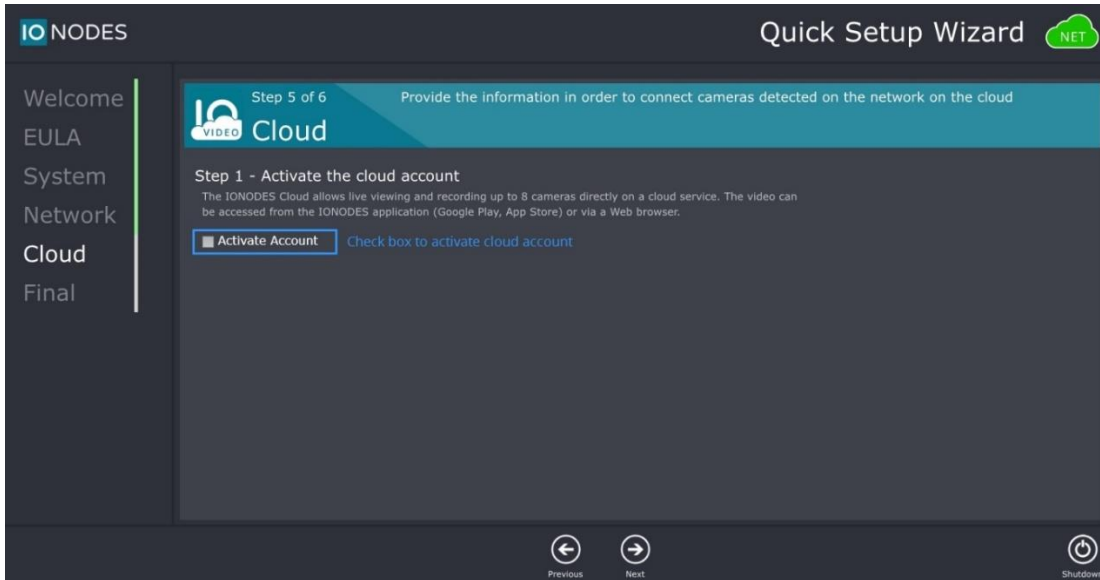 IO NODES
Quick Setup Wizard
NET
Welcome
EULA
System
Network
Cloud
Final
IO
VIDEO
Step 5 of 6
Cloud
Provide the information in order to connect cameras detected on the network on the cloud
Step 1 - Activate the cloud account
The IONODES Cloud allows live viewing and recording up to 8 cameras directly on a cloud service. The video can
be accessed from the IONODES application (Google Play, App Store) or via a Web browser.
Activate Account
Check box to activate cloud account
Previous
Next
Shutdown